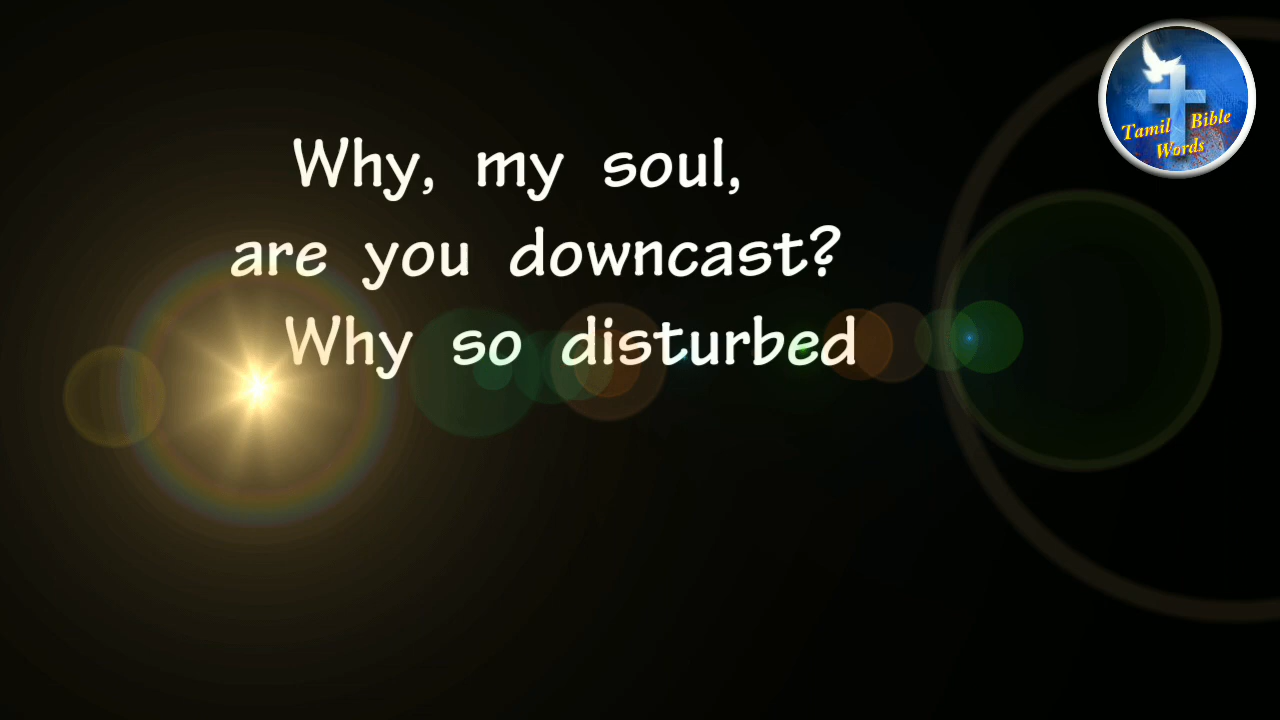 Why, my soul,
are you downcast?
Why so disturbed
Tamil Bible
Words